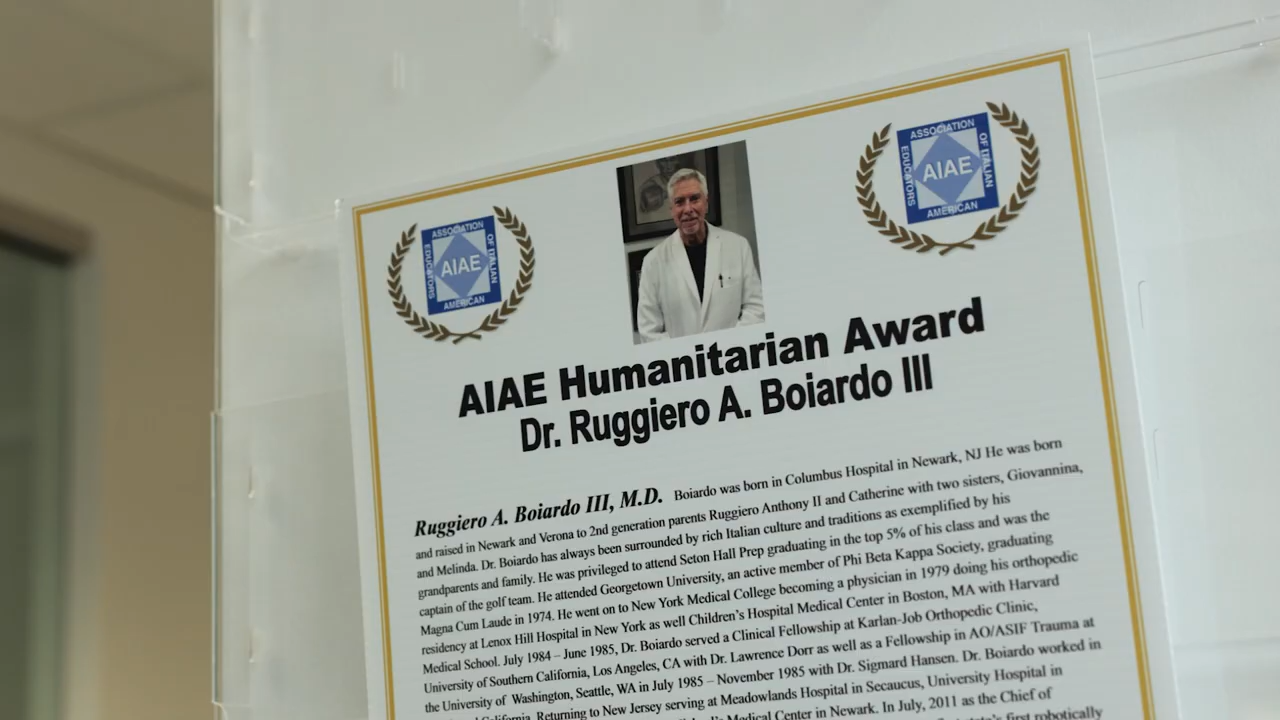 ASSOCIATION
OF ITALIAN
AMERICAN
EDUCATORS
AIAE
ASSOCIATION
OF ITALIAN
AMERICAN
EDUCATORS
AIAE
AIAE Humanitarian Award
Dr. Ruggiero A. Boiardo III
Ruggiero A. Boiardo III, M.D. Boiardo was born in Columbus Hospital in Newark, NJ He was born
and raised in Newark and Verona to 2nd generation parents Ruggiero Anthony II and Catherine with two sisters, Giovannina,
and Melinda. Dr. Boiardo has always been surrounded by rich Italian culture and traditions as exemplified by his
grandparents and family. He was privileged to attend Seton Hall Prep graduating in the top 5% of his class and was the
captain of the golf team. He attended Georgetown University, an active member of Phi Beta Kappa Society, graduating
Magna Cum Laude in 1974. He went on to New York Medical College becoming a physician in 1979 doing his orthopedic
residency at Lenox Hill Hospital in New York as well Children's Hospital Medical Center in Boston, MA with Harvard
Medical School. July 1984 – June 1985, Dr. Boiardo served a Clinical Fellowship at Karlan-Job Orthopedic Clinic,
University of Southern California, Los Angeles, CA with Dr. Lawrence Dorr as well as a Fellowship in AO/ASIF Trauma at
the University of Washington, Seattle, WA in July 1985 – November 1985 with Dr. Sigmard Hansen. Dr. Boiardo worked in
California. Returning to New Jersey serving at Meadowlands Hospital in Secaucus, University Hospital in
Medical Center in Newark. In July, 2011 as the Chief of
first robotically